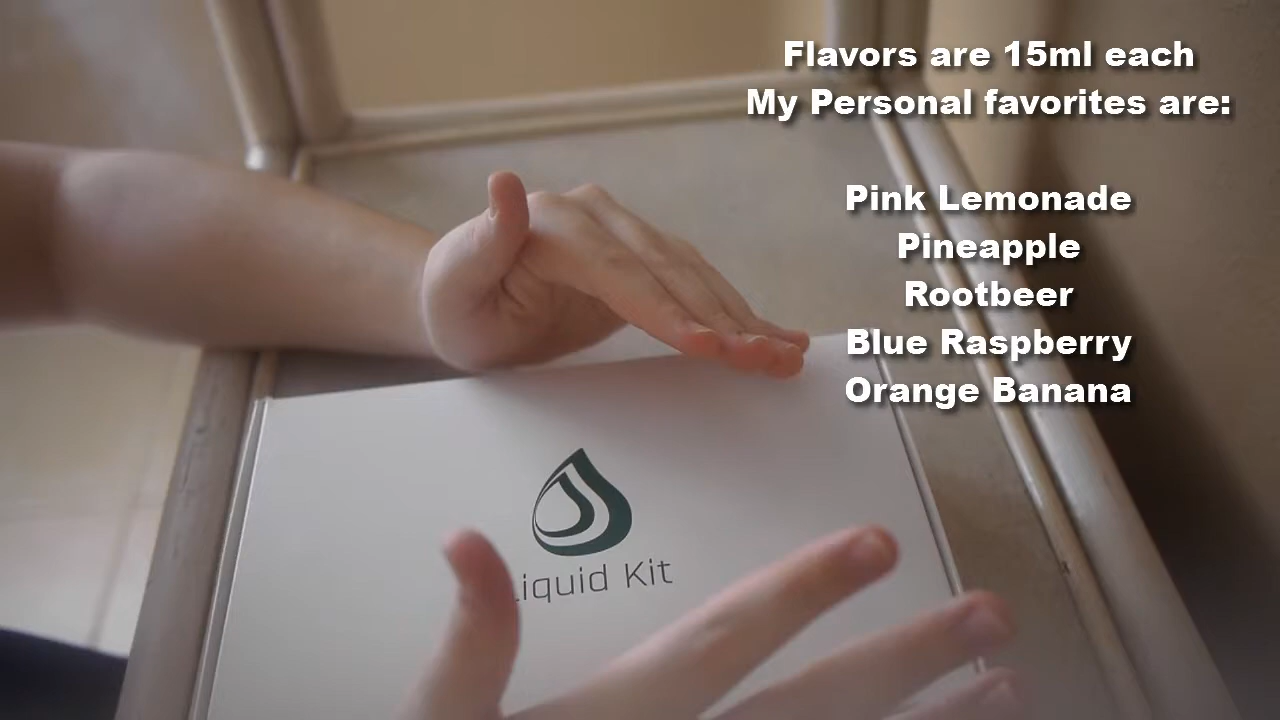 Flavors are 15ml each
My Personal favorites are:
Pink Lemonade
Pineapple
Rootbeer
Blue Raspberry
Orange Banana
Liquid Kit